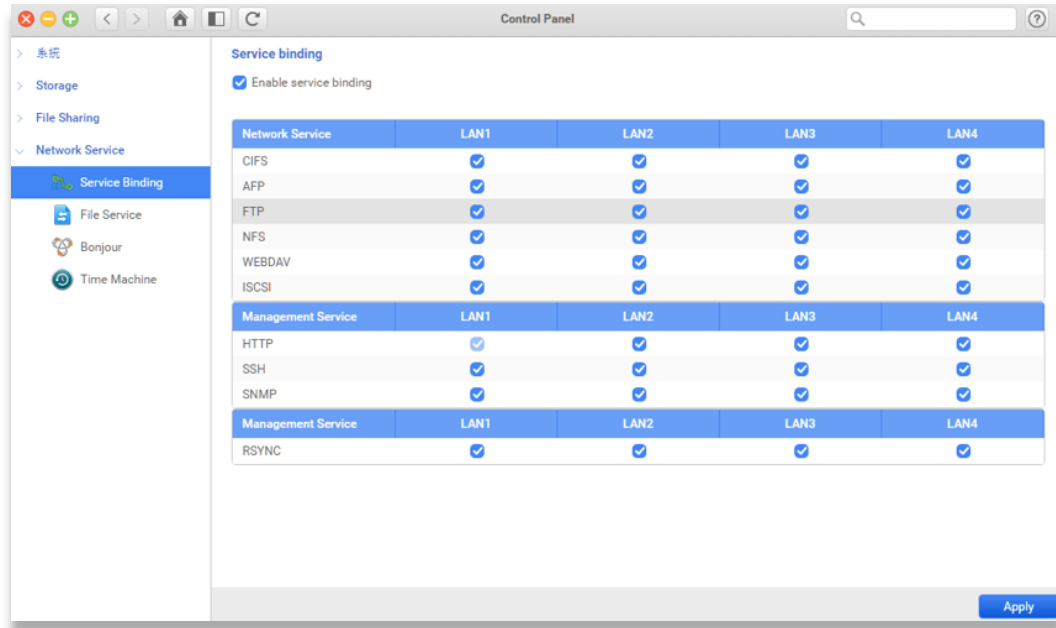 Control Panel
系統
Storage
File Sharing
Network Service
Service Binding
File Service
Bonjour
Time Machine
Service binding
Enable service binding
Network Service LAN1 LAN2 LAN3 LAN4
CIFS
AFP
FTP
NFS
WEBDAV
ISCSI
Management Service LAN1 LAN2 LAN3 LAN4
HTTP
SSH
SNMP
Management Service LAN1 LAN2 LAN3 LAN4
RSYNC
Apply